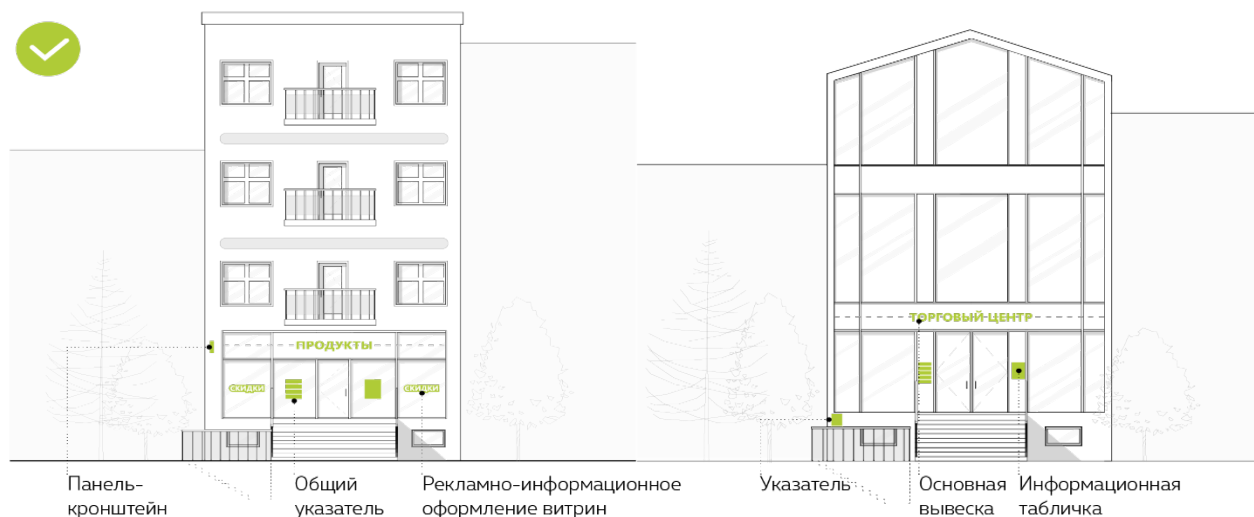 ПРОДУКТЫ
СКИДКИ
СКИДКИ
ТОРГОВЫЙ ЦЕНТР
Панель-
кронштейн
Общий
указатель
Рекламно-информационное
оформление витрин
Указатель
Основная
вывеска
Информационная
табличка